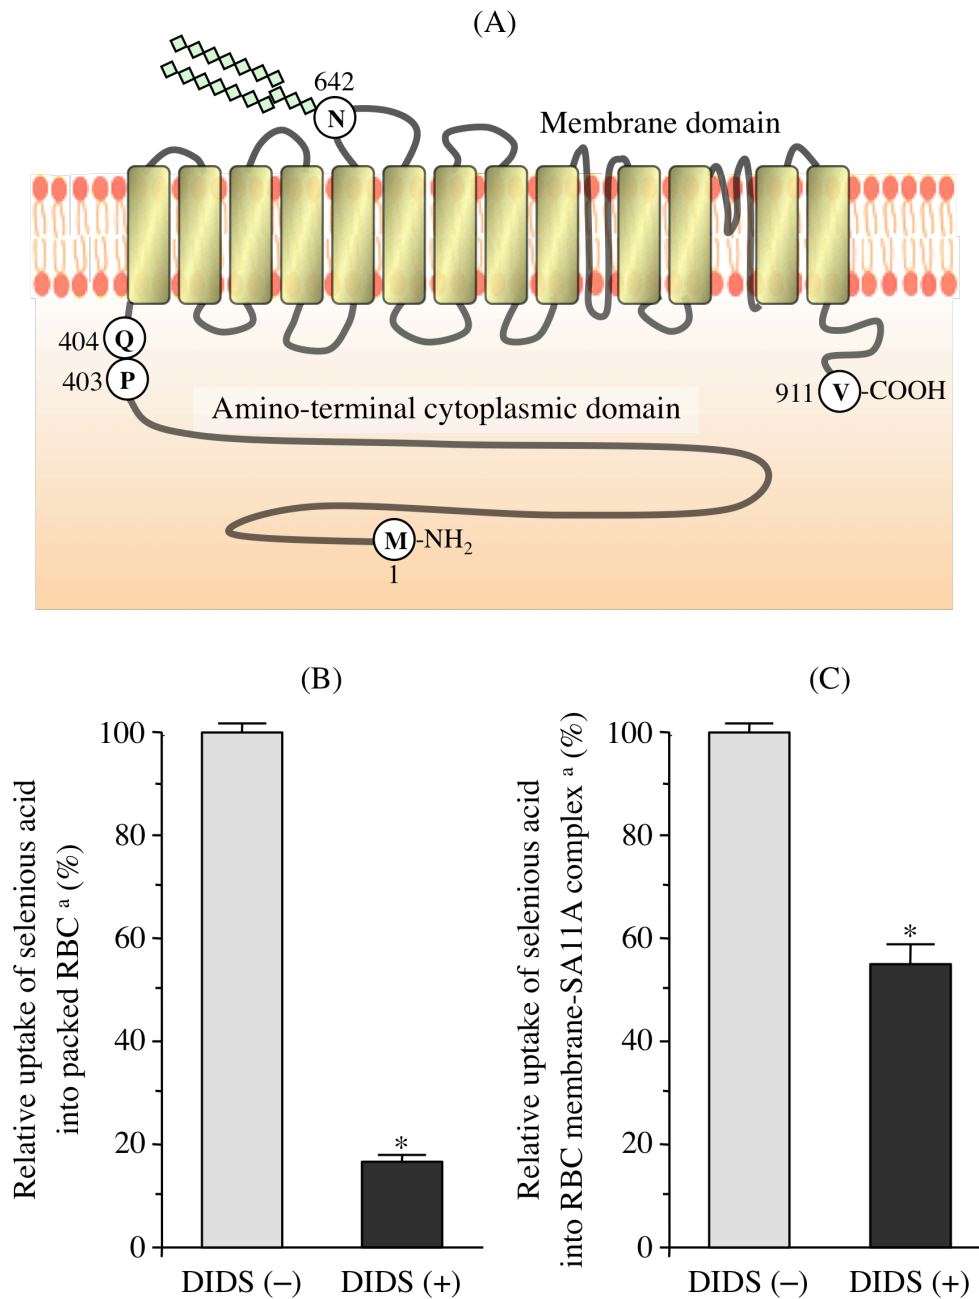 (A)
642
N
Membrane domain
404 Q
403 P
911 V -COOH
Amino-terminal cytoplasmic domain
M -NH₂
1
(B)
Relative uptake of selenious acid
into packed RBC ᵃ (%)
100
80
60
40
20
0
*
DIDS (−) DIDS (+)
(C)
Relative uptake of selenious acid
into RBC membrane-SA11A complex ᵃ (%)
100
80
60
40
20
0
*
DIDS (−) DIDS (+)